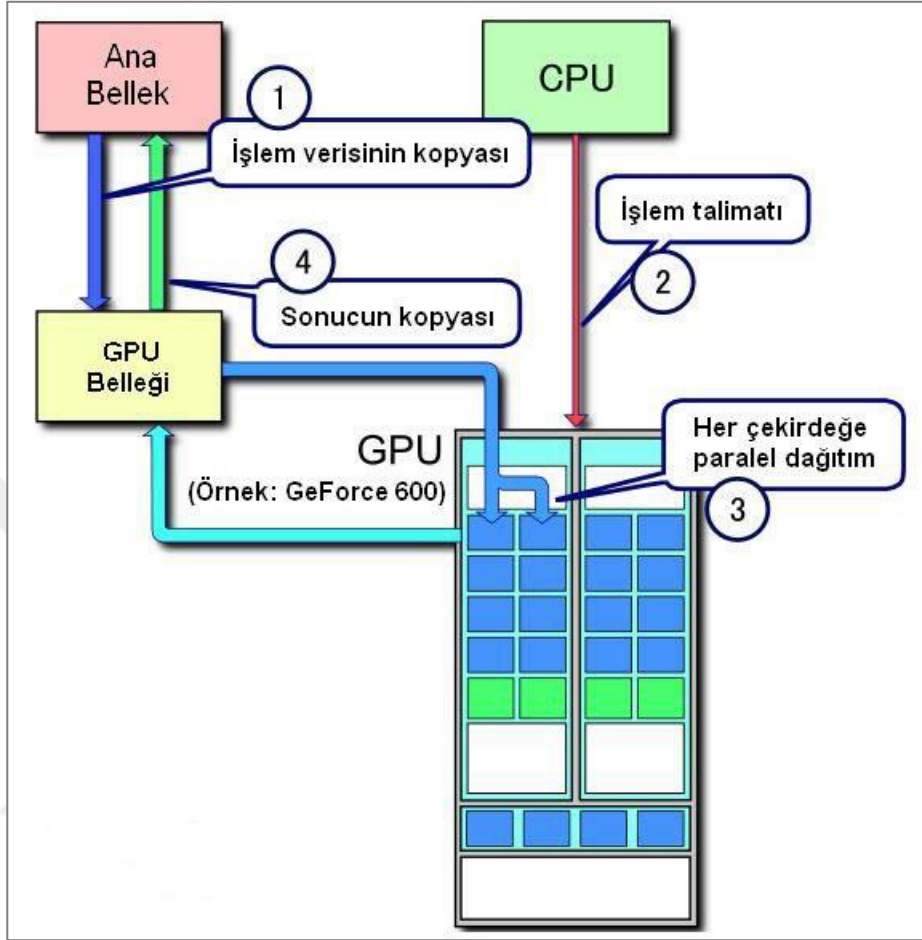 Ana
Bellek
CPU
1
İşlem verisinin kopyası
İşlem talimatı
2
4
Sonucun kopyası
GPU
Belleği
GPU
(Örnek: GeForce 600)
Her çekirdeğe
paralel dağıtım
3